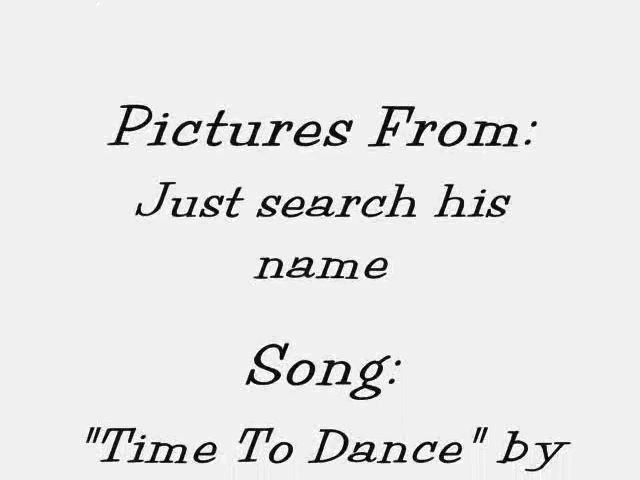 Pictures From:
Just search his
name
Song:
"Time To Dance" by